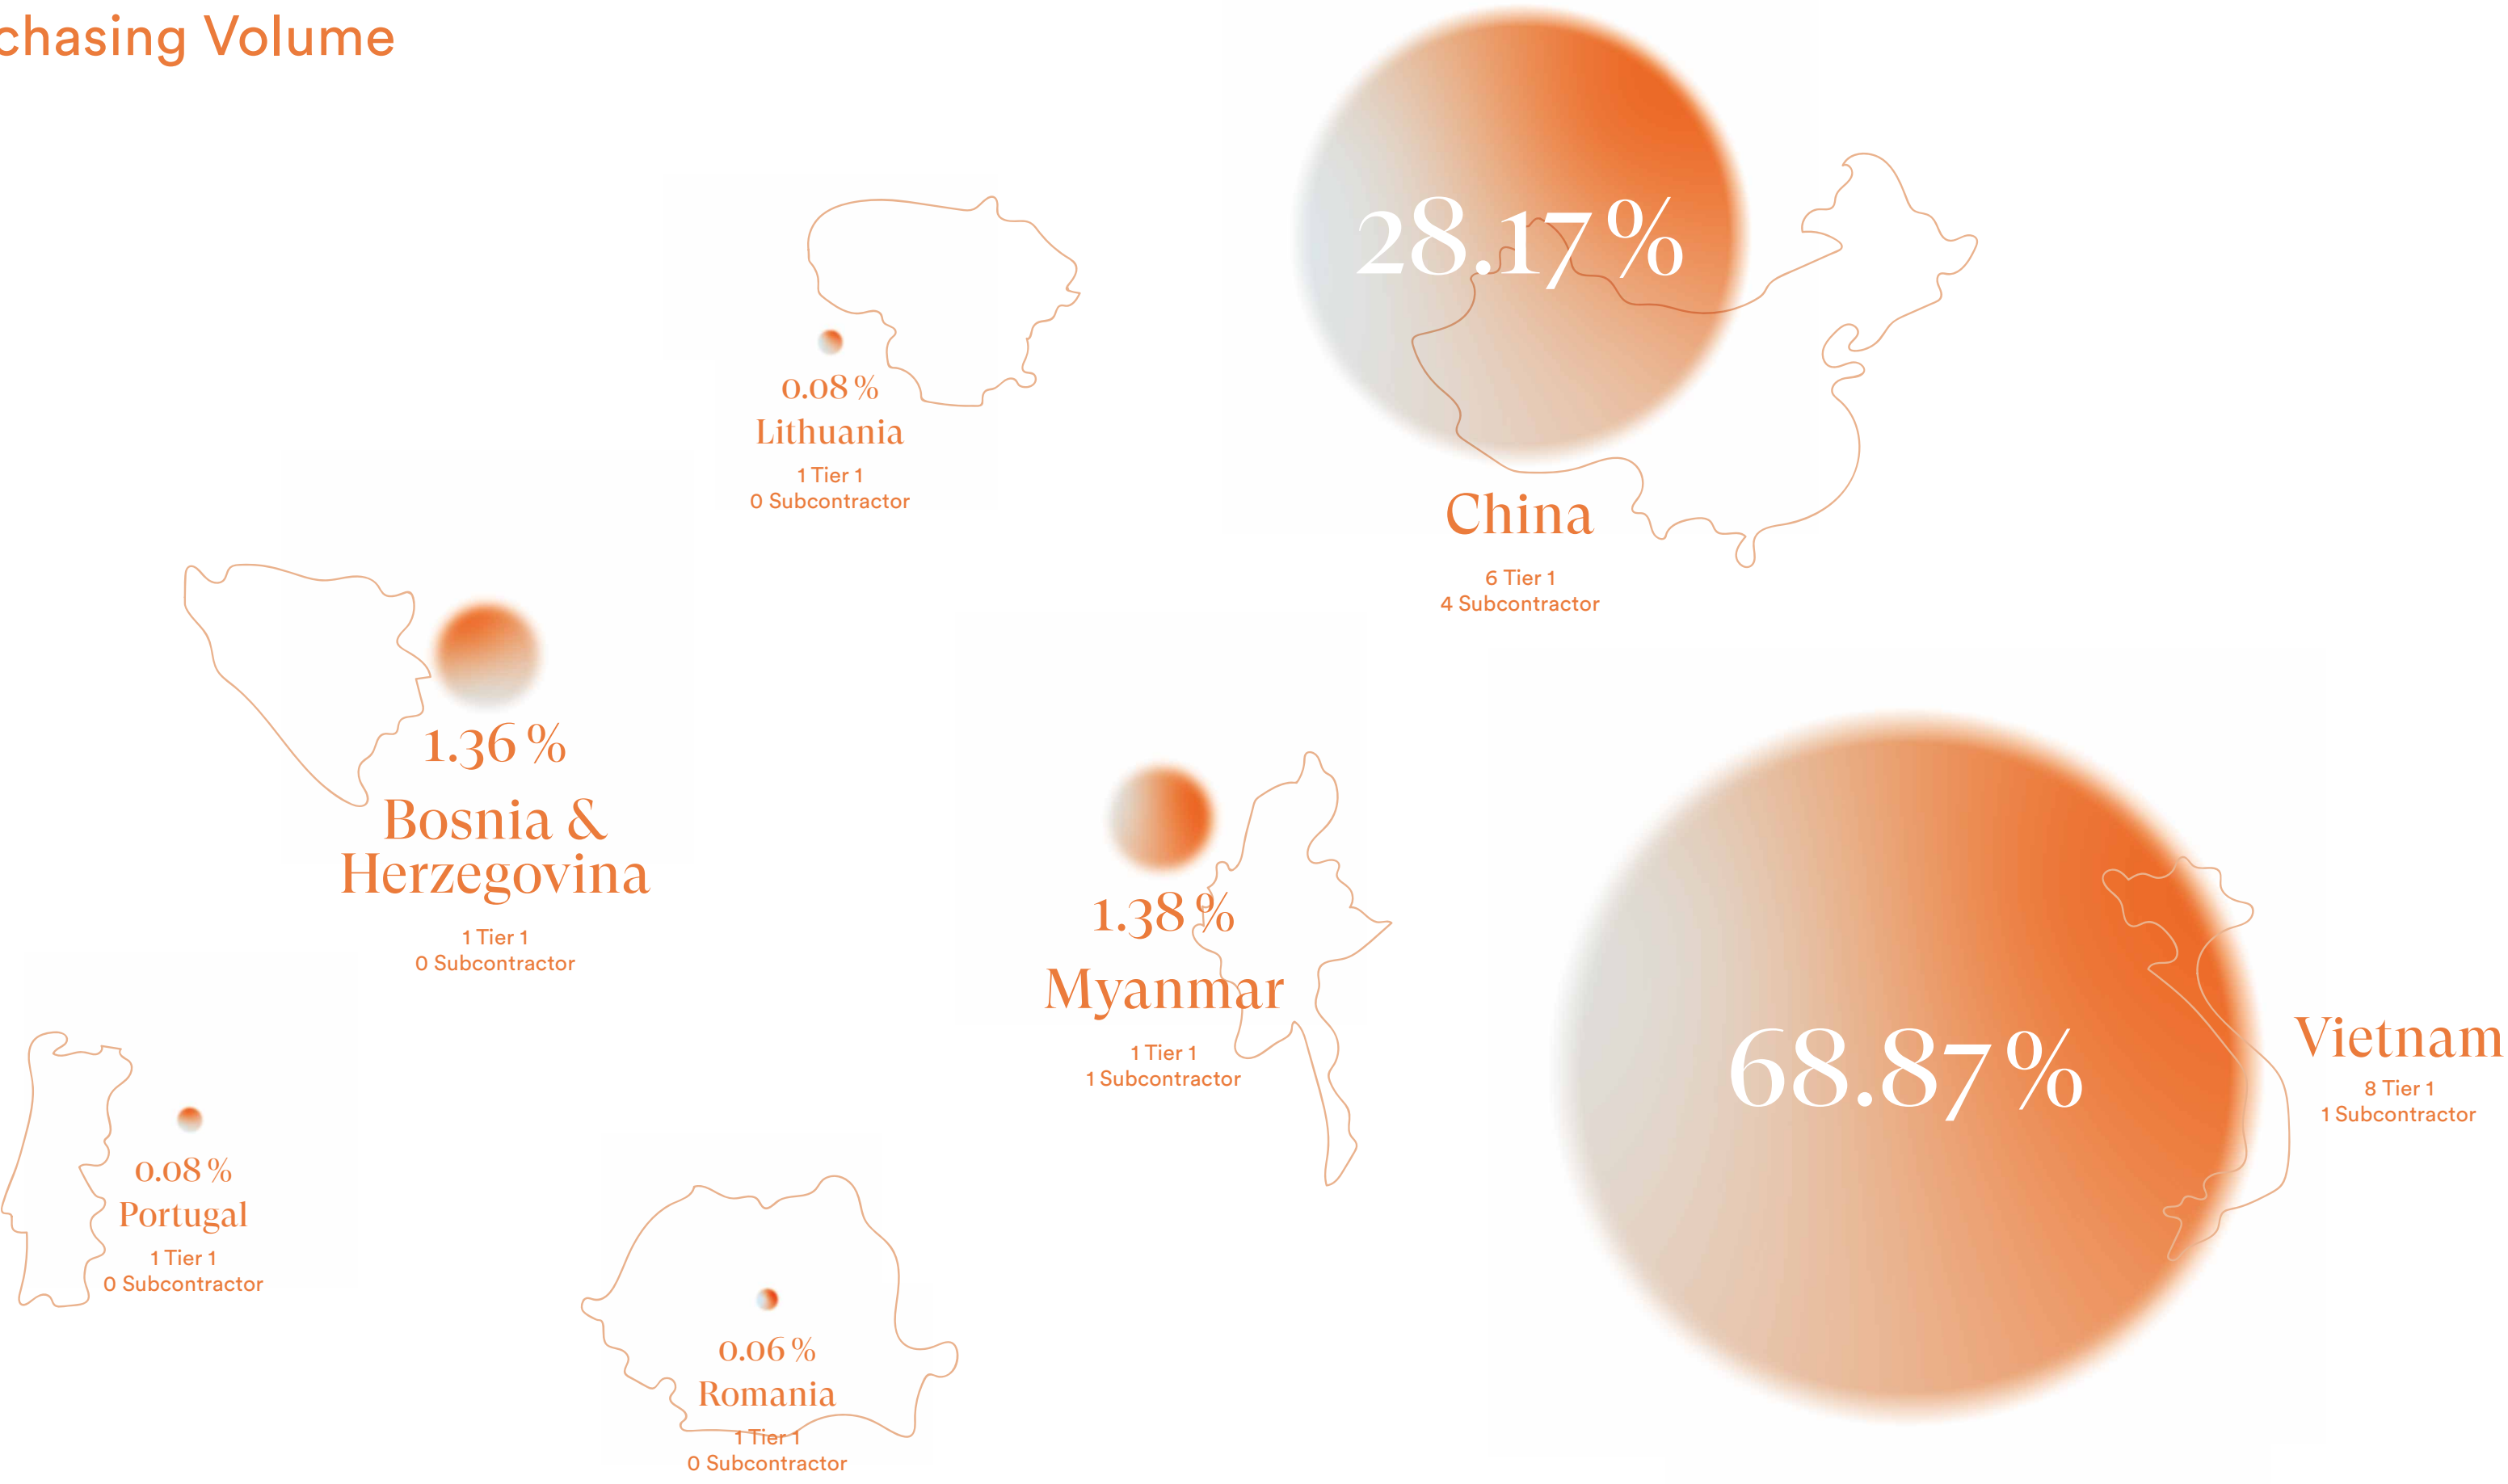 chasing Volume
28.17%
China
6 Tier 1
4 Subcontractor
0.08%
Lithuania
1 Tier 1
0 Subcontractor
1.36%
Bosnia &
Herzegovina
1 Tier 1
0 Subcontractor
1.38%
Myanmar
1 Tier 1
1 Subcontractor
68.87%
Vietnam
8 Tier 1
1 Subcontractor
0.08%
Portugal
1 Tier 1
0 Subcontractor
0.06%
Romania
1 Tier 1
0 Subcontractor